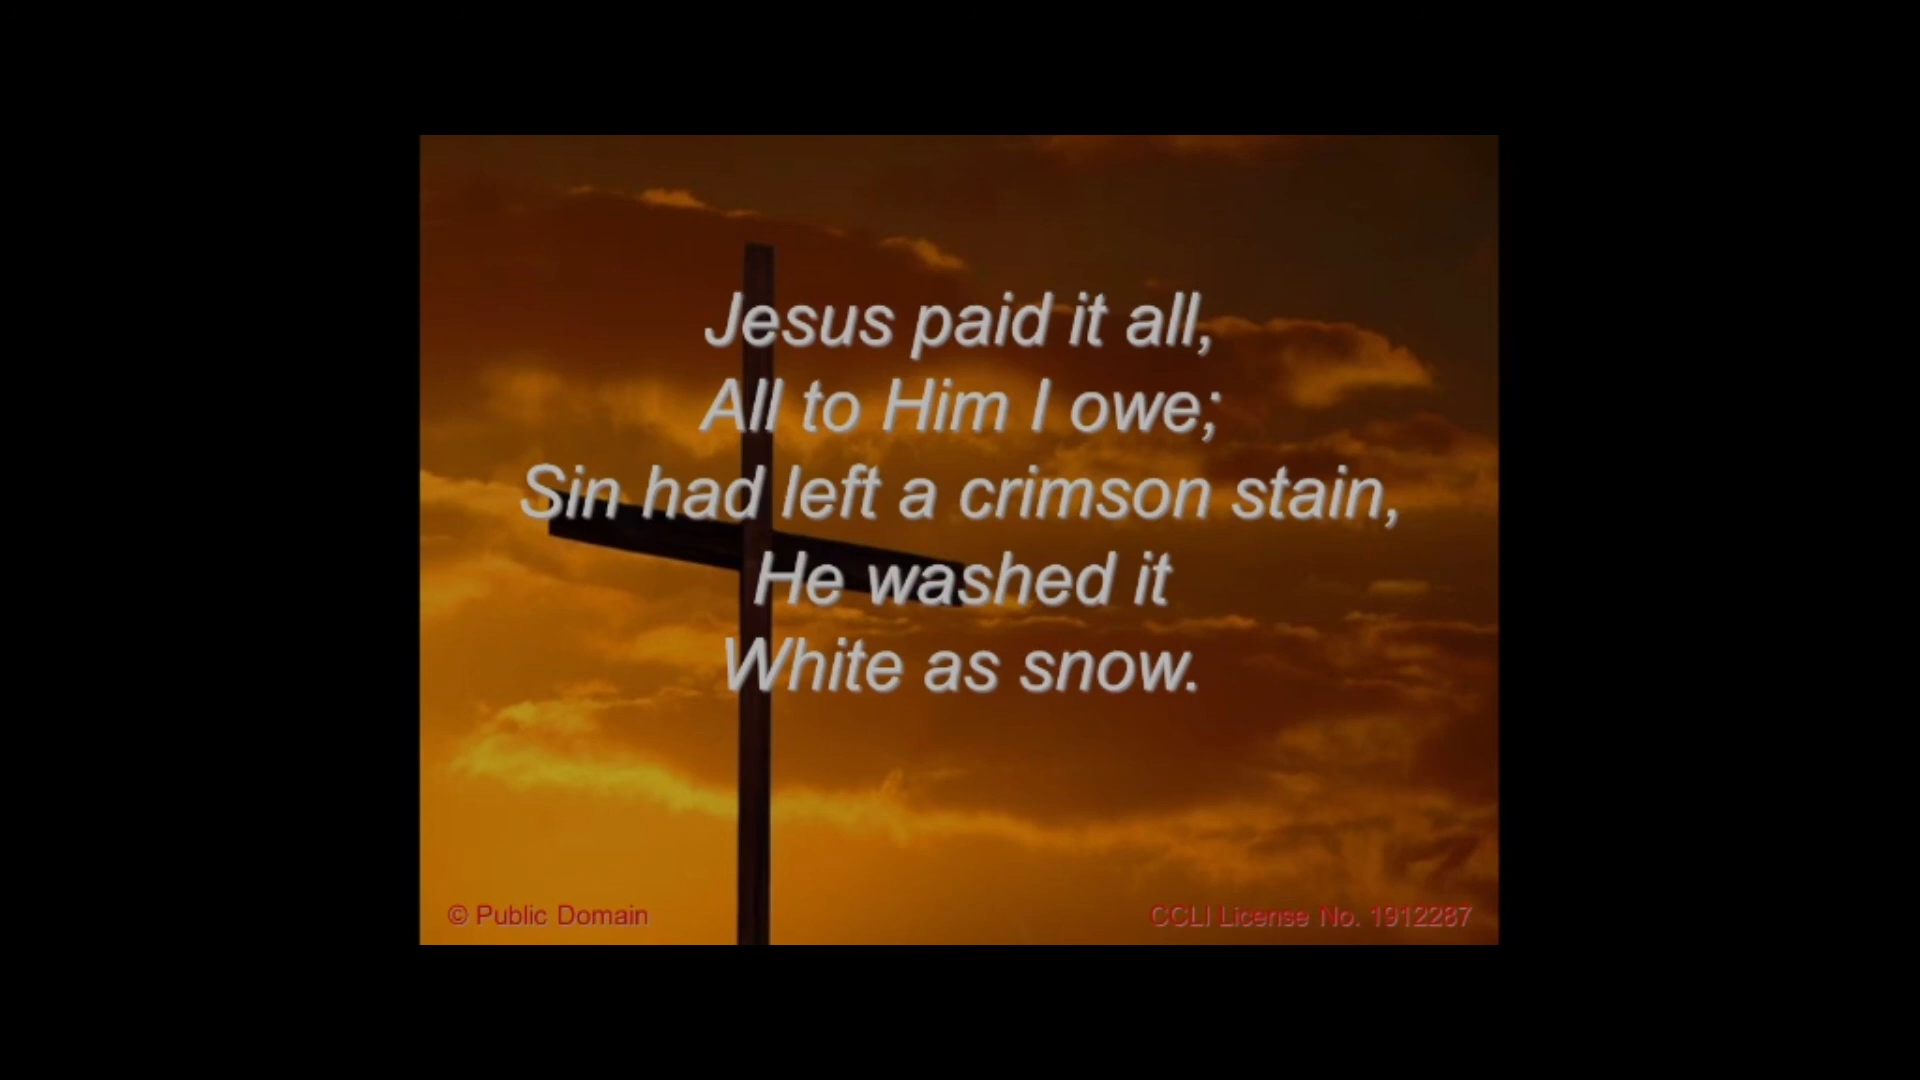 Jesus paid it all,
All to Him I owe;
Sin had left a crimson stain,
He washed it
White as snow.
© Public Domain
CCLI License No. 1912287